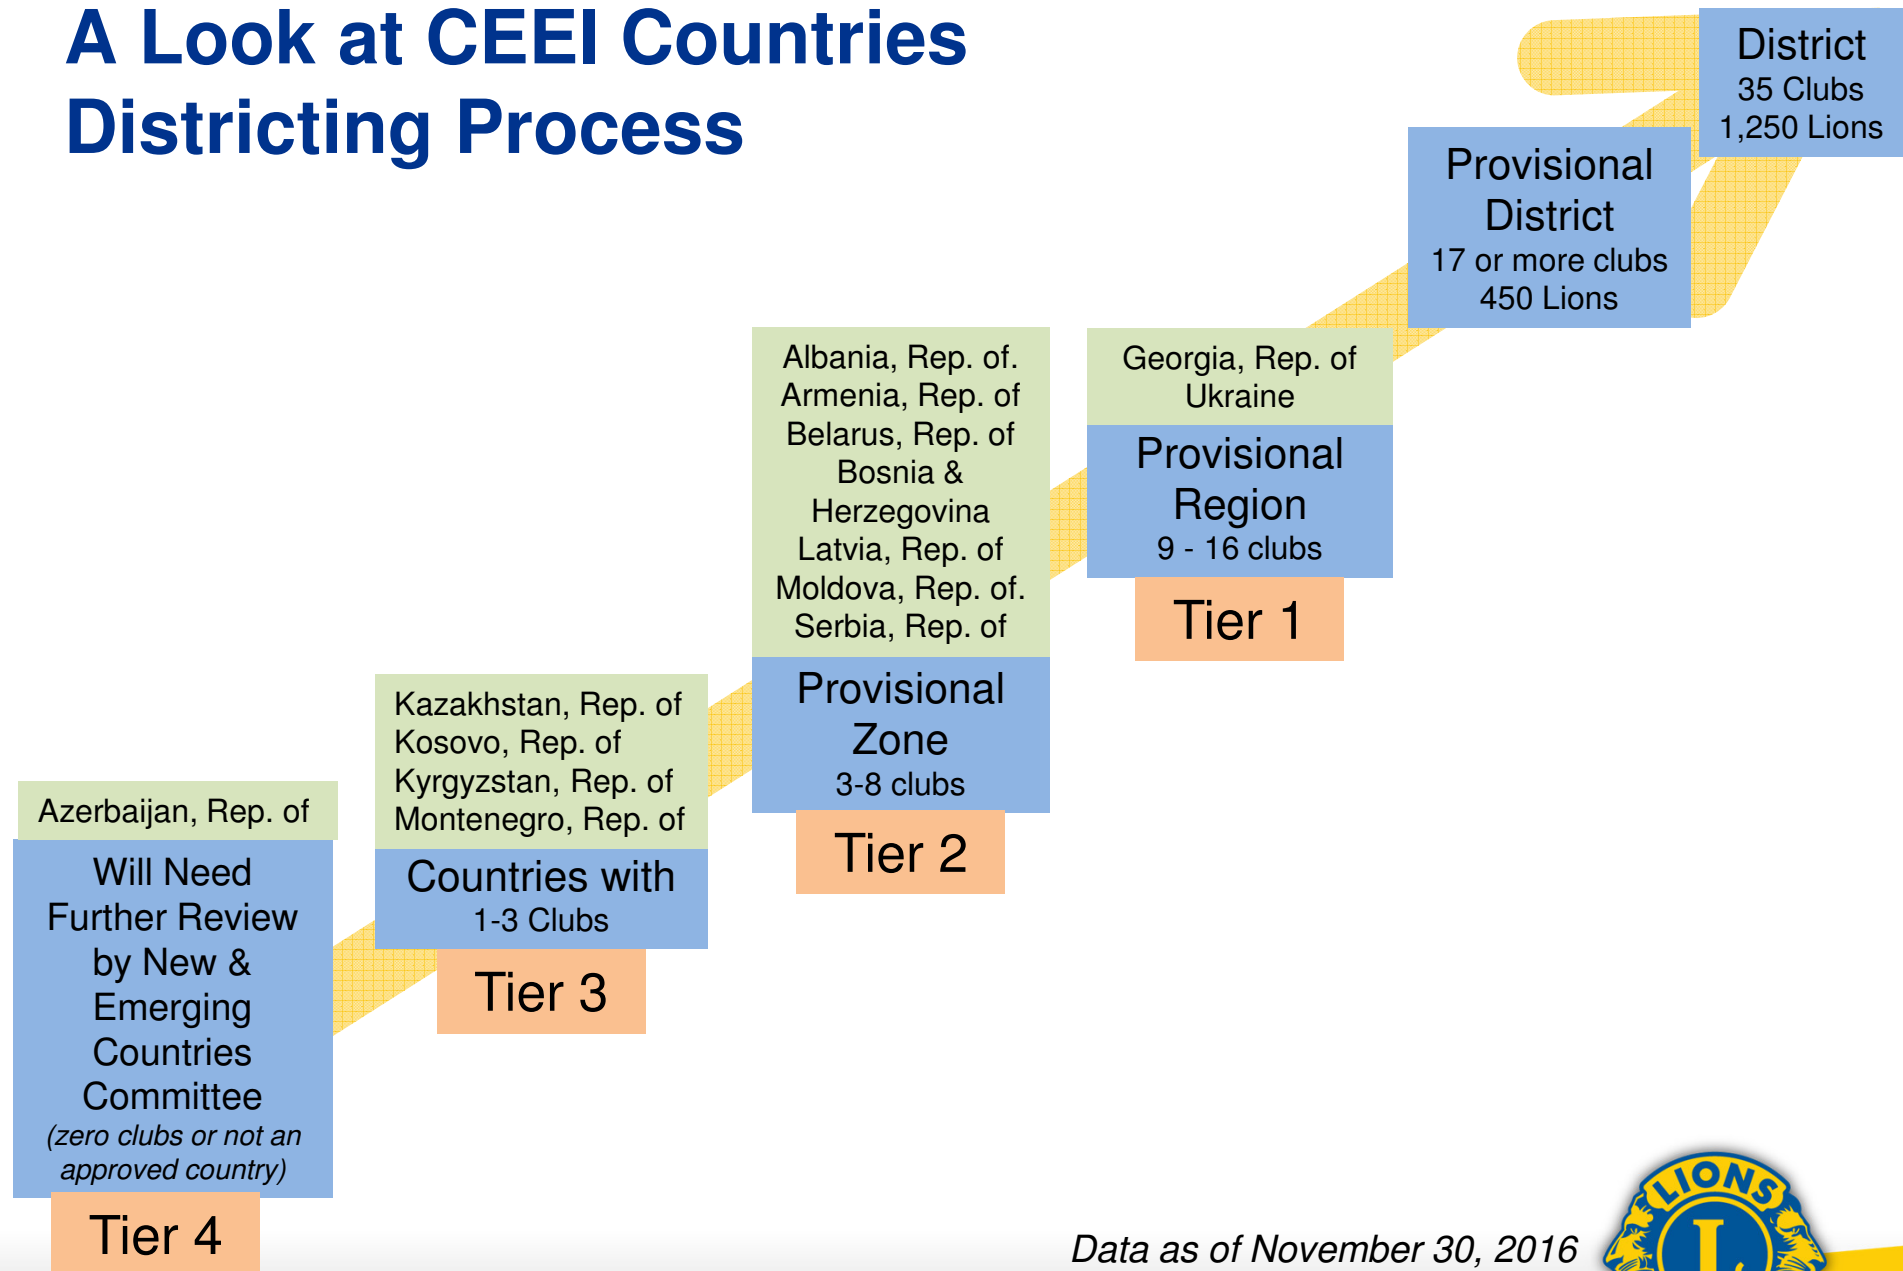 A Look at CEEI Countries
Districting Process
District
35 Clubs
1,250 Lions
Provisional
District
17 or more clubs
450 Lions
Georgia, Rep. of
Ukraine
Provisional
Region
9 - 16 clubs
Tier 1
Albania, Rep. of.
Armenia, Rep. of
Belarus, Rep. of
Bosnia &
Herzegovina
Latvia, Rep. of
Moldova, Rep. of.
Serbia, Rep. of
Provisional
Zone
3-8 clubs
Tier 2
Kazakhstan, Rep. of
Kosovo, Rep. of
Kyrgyzstan, Rep. of
Montenegro, Rep. of
Countries with
1-3 Clubs
Tier 3
Azerbaijan, Rep. of
Will Need
Further Review
by New &
Emerging
Countries
Committee
(zero clubs or not an
approved country)
Tier 4
Data as of November 30, 2016
LIONS
L